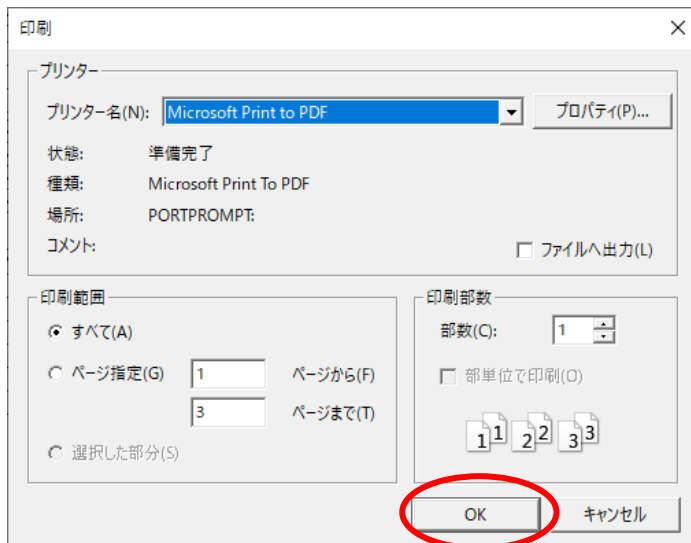 印刷
プリンター
プリンター名(N): Microsoft Print to PDF プロパティ(P)...
状態: 準備完了
種類: Microsoft Print To PDF
場所: PORTPROMPT:
コメント: ファイルへ出力(L)
印刷範囲
すべて(A)
ページ指定(G) 1 ページから(F)
3 ページまで(T)
選択した部分(S)
印刷部数
部数(C): 1
部単位で印刷(O)
1 1 2 2 3 3
OK キャンセル